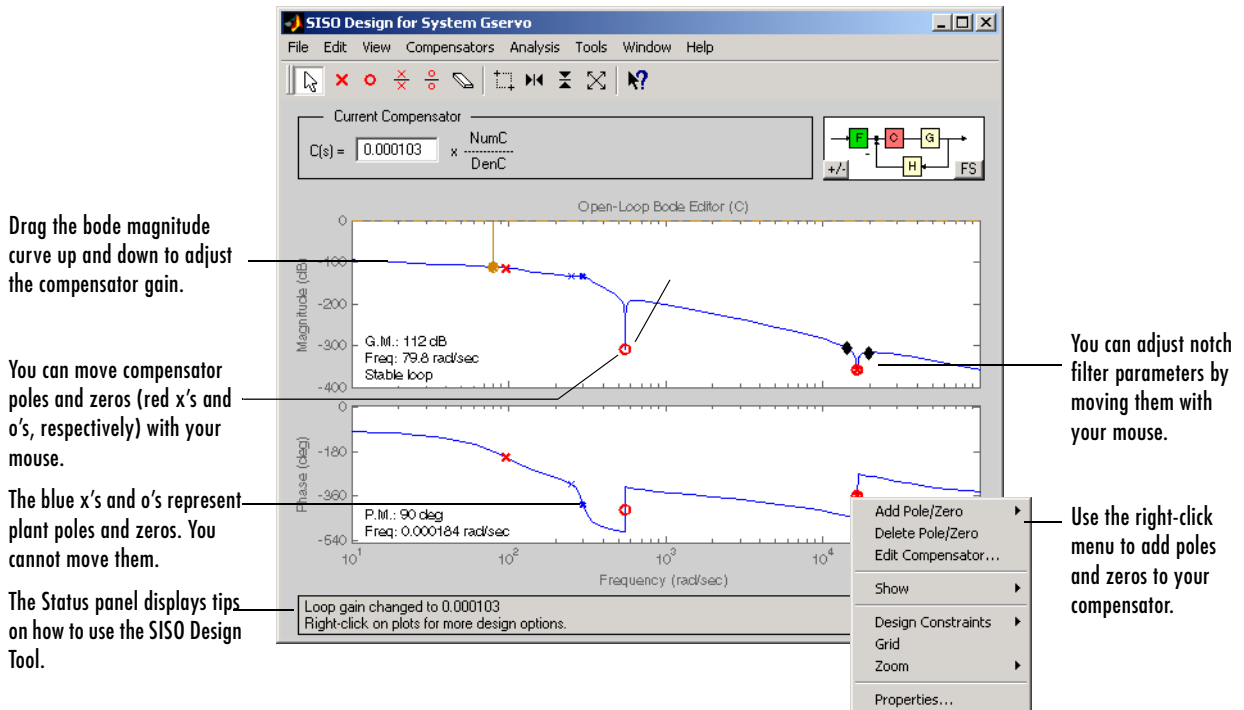 SISO Design for System Gservo
File Edit View Compensators Analysis Tools Window Help
Current Compensator
C(s) = 0.000103 x NumC
DenC
F C G
H
+/- FS
Open-Loop Bode Editor (C)
Magnitude (dB)
0
-100
-200
-300
-400
G.M.: 112 dB
Freq: 79.8 rad/sec
Stable loop
Phase (deg)
0
-180
-360
-540
P.M.: 90 deg
Freq: 0.000184 rad/sec
10^1 10^2 10^3 10^4
Frequency (rad/sec)
Loop gain changed to 0.000103
Right-click on plots for more design options.
Add Pole/Zero
Delete Pole/Zero
Edit Compensator...
Show
Design Constraints
Grid
Zoom
Properties...
Drag the bode magnitude
curve up and down to adjust
the compensator gain.
You can move compensator
poles and zeros (red x's and
o's, respectively) with your
mouse.
The blue x's and o's represent
plant poles and zeros. You
cannot move them.
The Status panel displays tips
on how to use the SISO Design
Tool.
You can adjust notch
filter parameters by
moving them with
your mouse.
Use the right-click
menu to add poles
and zeros to your
compensator.